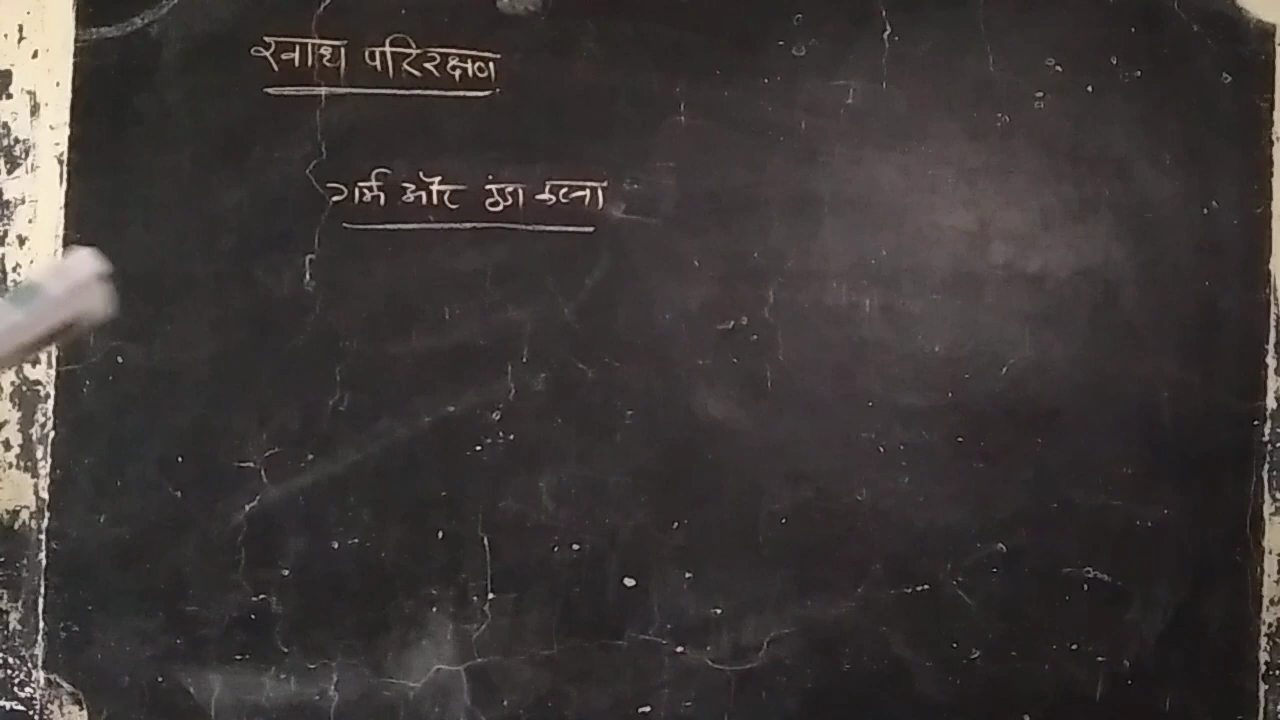 खाद्य परिरक्षण
गर्म और ठंडा करना